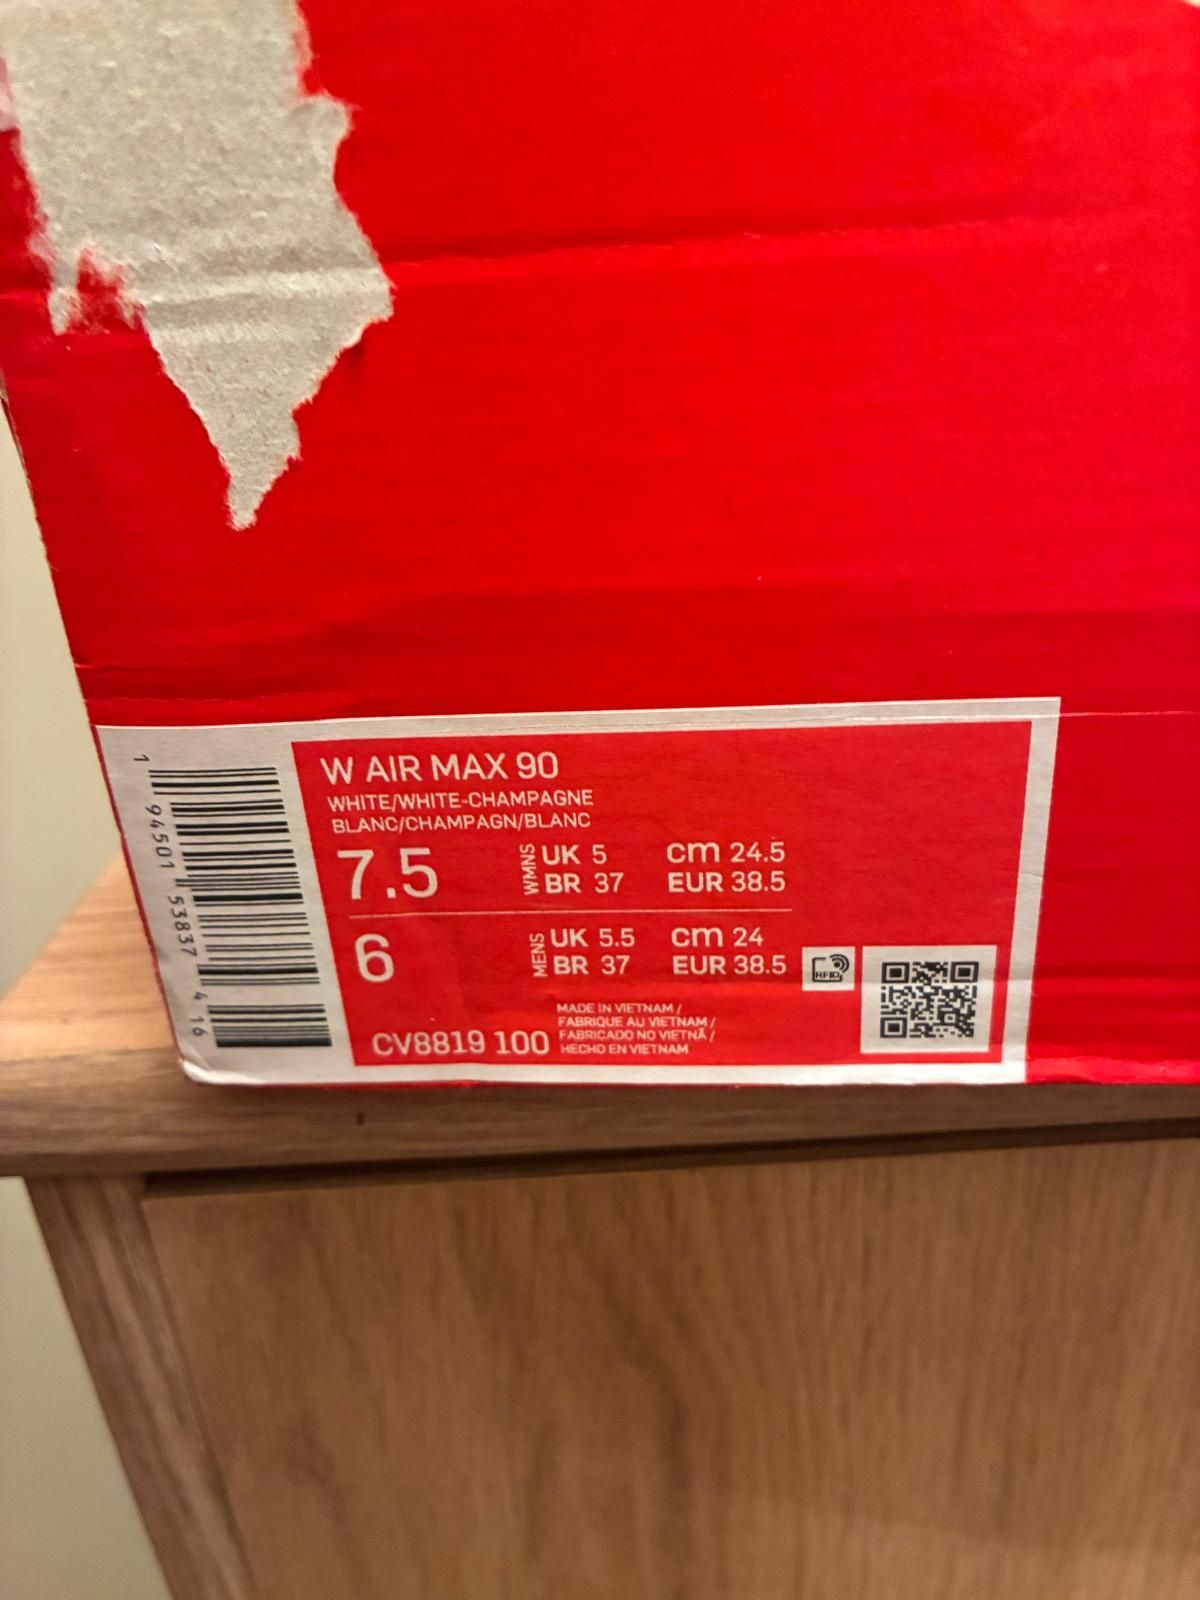 W AIR MAX 90
WHITE/WHITE-CHAMPAGNE
BLANC/CHAMPAGN/BLANC
7.5 WMNS UK 5 cm 24.5
BR 37 EUR 38.5
6 MENS UK 5.5 cm 24
BR 37 EUR 38.5
RFID
CV8819 100
MADE IN VIETNAM /
FABRIQUE AU VIETNAM /
FABRICADO NO VIETNÃ /
HECHO EN VIETNAM
1 94501 53837 4 16